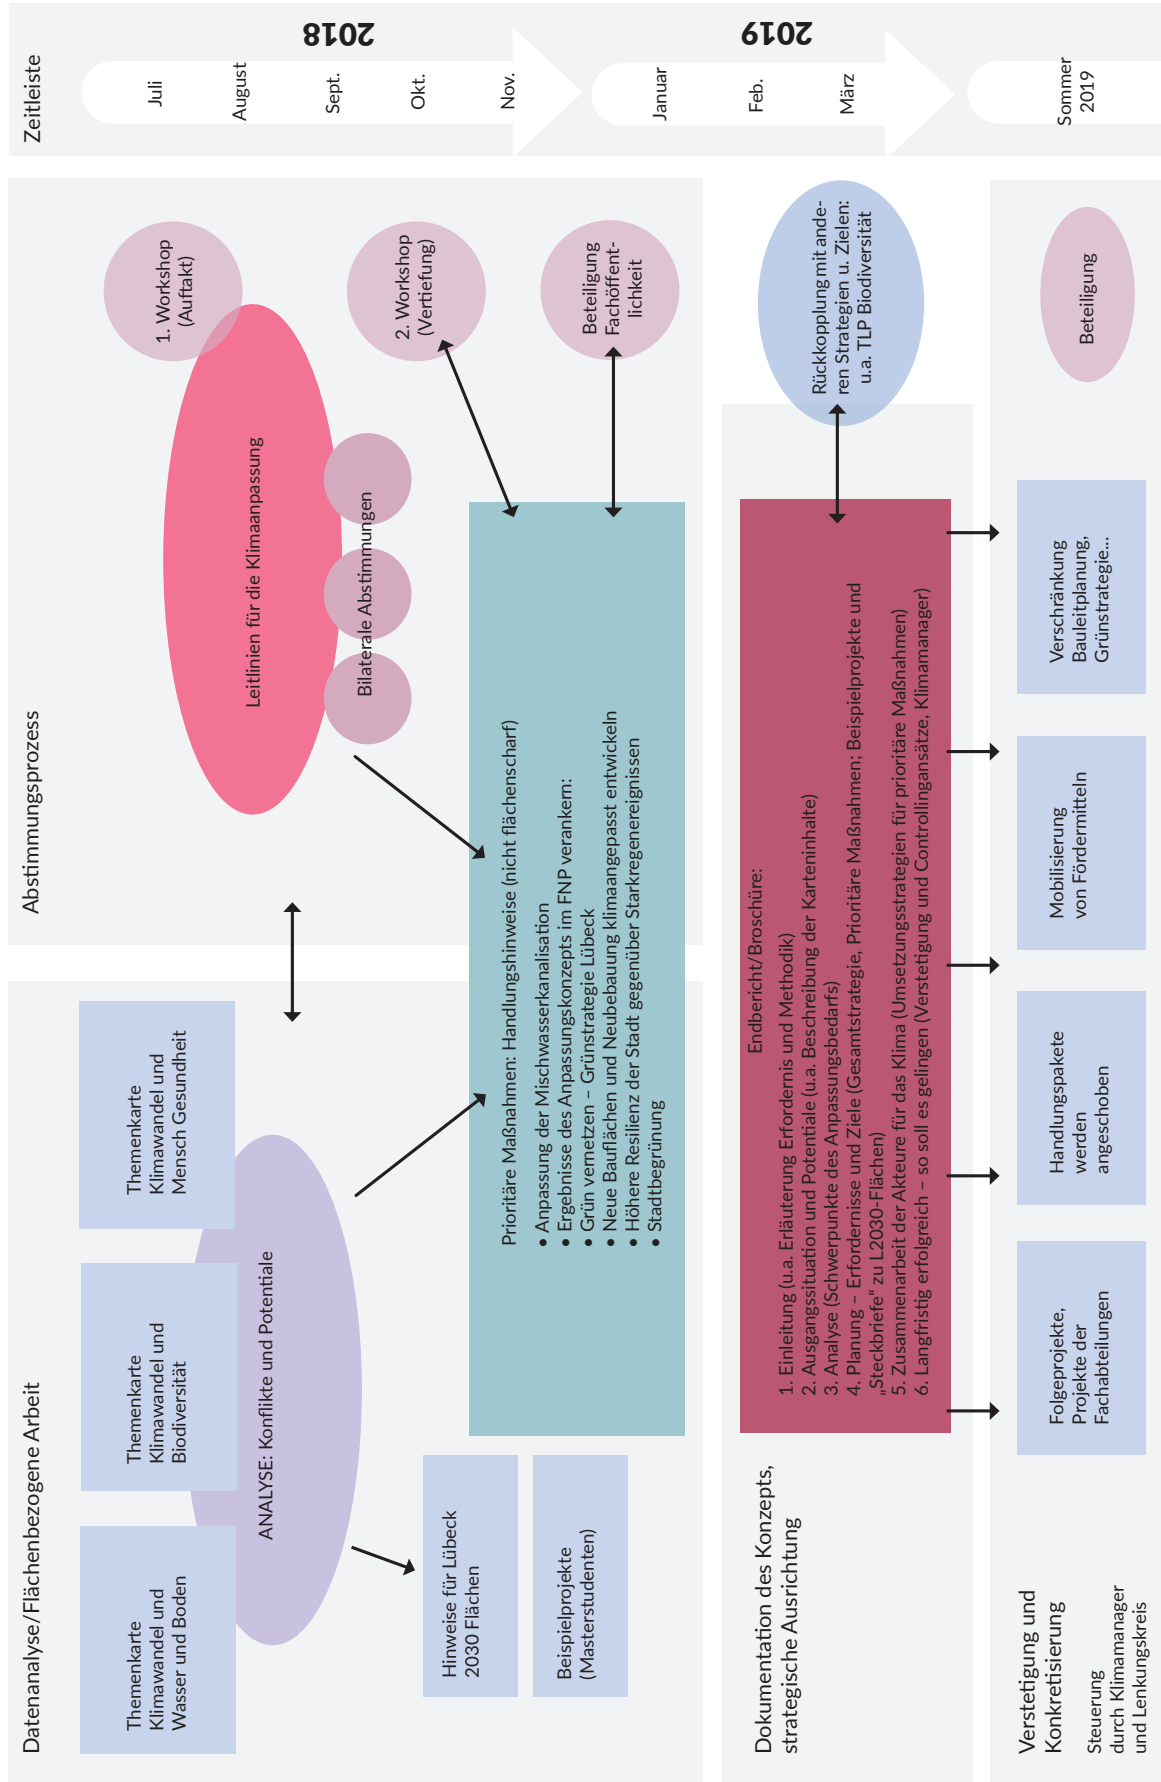 Datenanalyse/Flächenbezogene Arbeit
Themenkarte
Klimawandel und
Wasser und Boden
Themenkarte
Klimawandel und
Biodiversität
Themenkarte
Klimawandel und
Mensch Gesundheit
ANALYSE: Konflikte und Potentiale
Hinweise für Lübeck
2030 Flächen
Beispielprojekte
(Masterstudenten)
Abstimmungsprozess
Leitlinien für die Klimaanpassung
1. Workshop
(Auftakt)
Bilaterale Abstimmungen
2. Workshop
(Vertiefung)
Beteiligung
Fachöffent-
lichkeit
Prioritäre Maßnahmen: Handlungshinweise (nicht flächenscharf)
• Anpassung der Mischwasserkanalisation
• Ergebnisse des Anpassungskonzepts im FNP verankern:
• Grün vernetzen – Grünstrategie Lübeck
• Neue Bauflächen und Neubebauung klimaangepasst entwickeln
• Höhere Resilienz der Stadt gegenüber Starkregenereignissen
• Stadtbegrünung
Dokumentation des Konzepts,
strategische Ausrichtung
Endbericht/Broschüre:
1. Einleitung (u.a. Erläuterung Erfordernis und Methodik)
2. Ausgangssituation und Potentiale (u.a. Beschreibung der Karteninhalte)
3. Analyse (Schwerpunkte des Anpassungsbedarfs)
4. Planung – Erfordernisse und Ziele (Gesamtstrategie, Prioritäre Maßnahmen; Beispielprojekte und
„Steckbriefe“ zu L2030-Flächen)
5. Zusammenarbeit der Akteure für das Klima (Umsetzungsstrategien für prioritäre Maßnahmen)
6. Langfristig erfolgreich – so soll es gelingen (Verstetigung und Controllingansätze, Klimamanager)
Rückkopplung mit ande-
ren Strategien u. Zielen:
u.a. TLP Biodiversität
Verstetigung und
Konkretisierung
Steuerung
durch Klimamanager
und Lenkungskreis
Folgeprojekte,
Projekte der
Fachabteilungen
Handlungspakete
werden
angeschoben
Mobilisierung
von Fördermitteln
Verschränkung
Bauleitplanung,
Grünstrategie...
Beteiligung
Zeitleiste
Juli
August
Sept.
Okt.
Nov.
2018
Januar
Feb.
März
2019
Sommer
2019